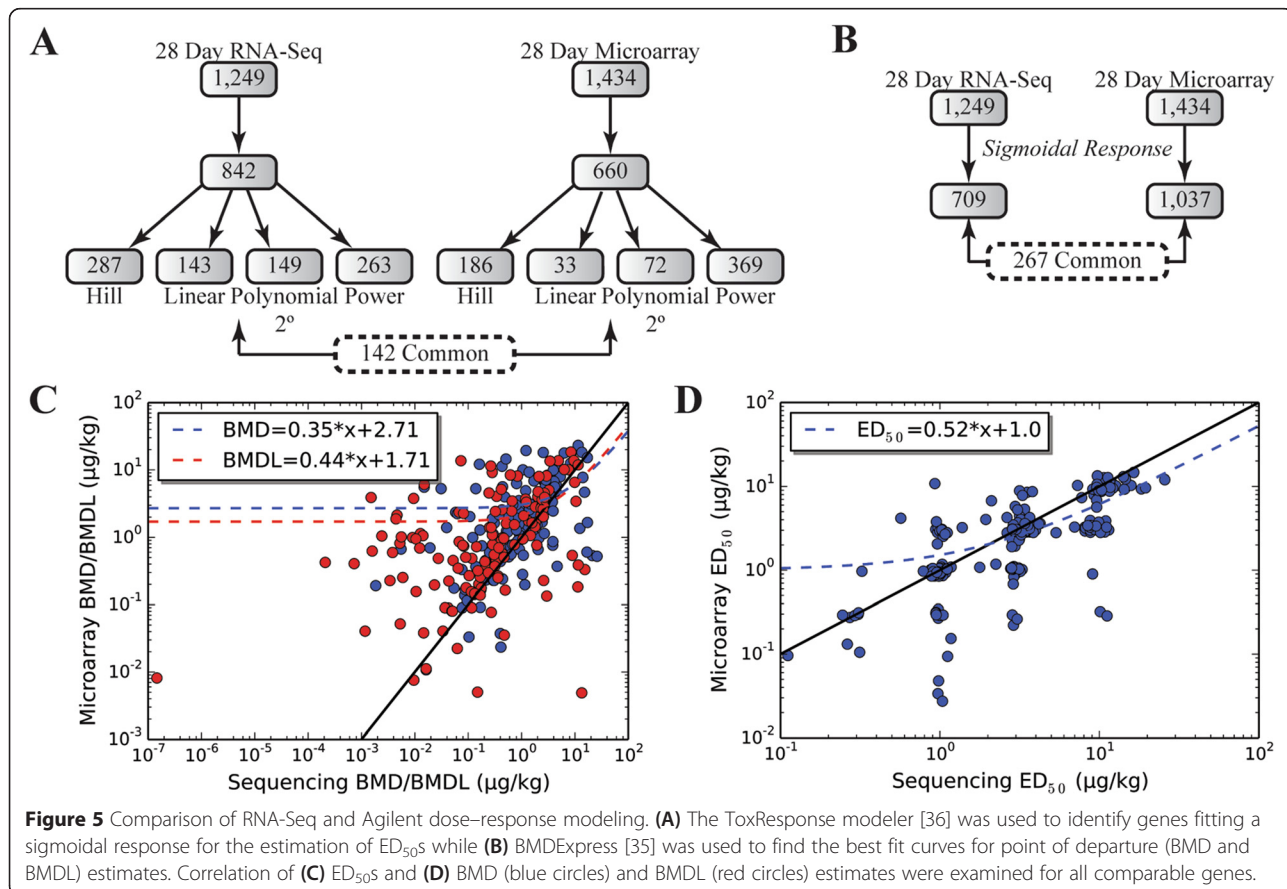 A
28 Day RNA-Seq
28 Day Microarray
1,249
1,434
842
660
287
143
149
263
186
33
72
369
Hill
Linear Polynomial Power
2º
Hill
Linear Polynomial Power
2º
142 Common
B
28 Day RNA-Seq
28 Day Microarray
1,249
1,434
Sigmoidal Response
709
1,037
267 Common
C
BMD=0.35*x+2.71
BMDL=0.44*x+1.71
Microarray BMD/BMDL (µg/kg)
10²
10¹
10⁰
10⁻¹
10⁻²
10⁻³
10⁻⁷ 10⁻⁶ 10⁻⁵ 10⁻⁴ 10⁻³ 10⁻² 10⁻¹ 10⁰ 10¹ 10²
Sequencing BMD/BMDL (µg/kg)
D
ED₅₀=0.52*x+1.0
Microarray ED₅₀ (µg/kg)
10²
10¹
10⁰
10⁻¹
10⁻²
10⁻¹ 10⁰ 10¹ 10²
Sequencing ED₅₀ (µg/kg)
Figure 5 Comparison of RNA-Seq and Agilent dose–response modeling. (A) The ToxResponse modeler [36] was used to identify genes fitting a
sigmoidal response for the estimation of ED₅₀s while (B) BMDExpress [35] was used to find the best fit curves for point of departure (BMD and
BMDL) estimates. Correlation of (C) ED₅₀s and (D) BMD (blue circles) and BMDL (red circles) estimates were examined for all comparable genes.